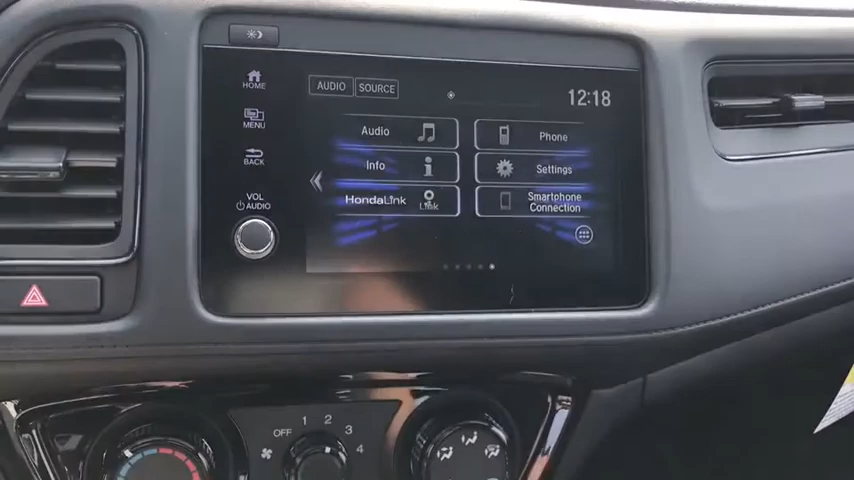 HOME
MENU
BACK
VOL
AUDIO
AUDIO SOURCE
12:18
Audio
Phone
Info
Settings
HondaLink
Link
Smartphone
Connection
OFF 1 2 3 4